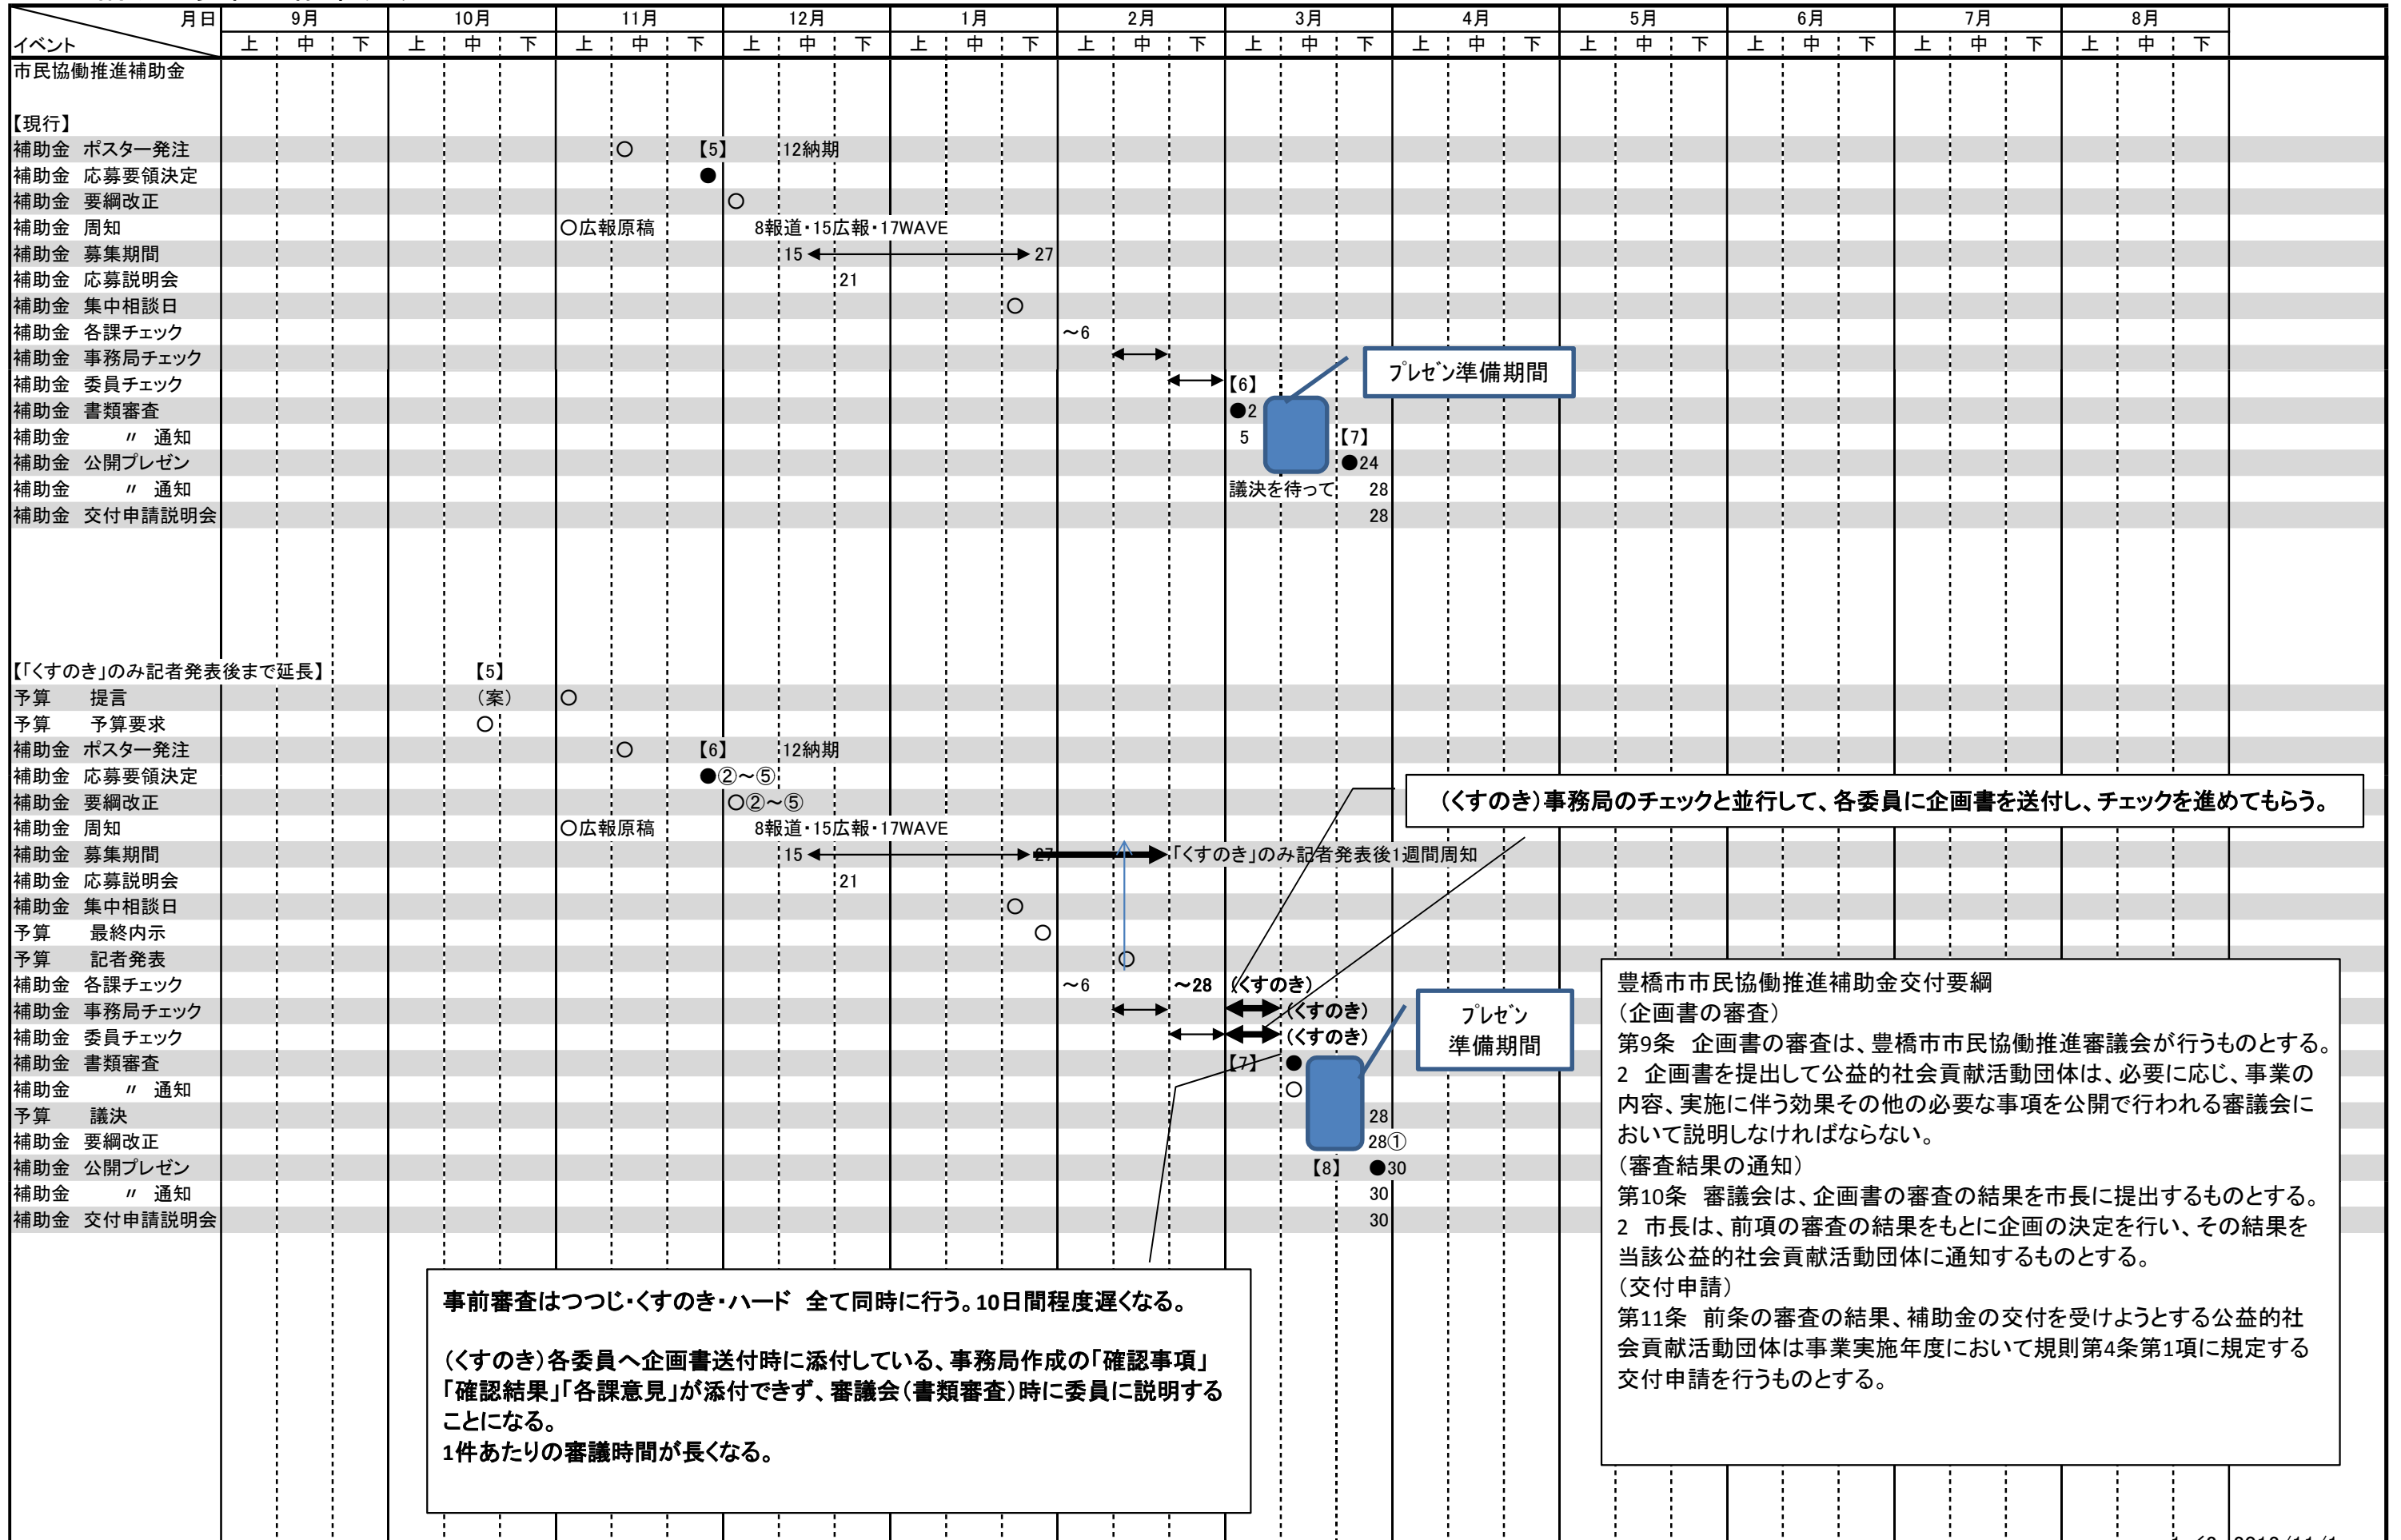 月日 9月 10月 11月 12月 1月 2月 3月 4月 5月 6月 7月 8月
イベント 上 中 下 上 中 下 上 中 下 上 中 下 上 中 下 上 中 下 上 中 下 上 中 下 上 中 下 上 中 下 上 中 下 上 中 下
市民協働推進補助金
【現行】
補助金 ポスター発注 ○ 【5】 12納期
補助金 応募要領決定 ●
補助金 要綱改正 ○
補助金 周知 ○広報原稿 8報道・15広報・17WAVE
補助金 募集期間 15 27
補助金 応募説明会 21
補助金 集中相談日 ○
補助金 各課チェック ～6
補助金 事務局チェック
プレゼン準備期間
補助金 委員チェック 【6】
補助金 書類審査 ●2
補助金 〃 通知 5 【7】
補助金 公開プレゼン ●24
補助金 〃 通知 議決を待って 28
補助金 交付申請説明会 28
【「くすのき」のみ記者発表後まで延長】 【5】
予算 提言 （案） ○
予算 予算要求 ○
補助金 ポスター発注 ○ 【6】 12納期
補助金 応募要領決定 ●②～⑤
補助金 要綱改正 ○②～⑤
（くすのき）事務局のチェックと並行して、各委員に企画書を送付し、チェックを進めてもらう。
補助金 周知 ○広報原稿 8報道・15広報・17WAVE
補助金 募集期間 15 27 「くすのき」のみ記者発表後1週間周知
補助金 応募説明会 21
補助金 集中相談日 ○
予算 最終内示 ○
予算 記者発表 ○
補助金 各課チェック ～6 ～28 （くすのき）
補助金 事務局チェック （くすのき）
補助金 委員チェック （くすのき）
プレゼン
準備期間
補助金 書類審査 【7】 ●
補助金 〃 通知 ○
予算 議決 28
補助金 要綱改正 28①
補助金 公開プレゼン 【8】 ●30
補助金 〃 通知 30
補助金 交付申請説明会 30
豊橋市市民協働推進補助金交付要綱
（企画書の審査）
第9条 企画書の審査は、豊橋市市民協働推進審議会が行うものとする。
2 企画書を提出して公益的社会貢献活動団体は、必要に応じ、事業の
内容、実施に伴う効果その他の必要な事項を公開で行われる審議会に
おいて説明しなければならない。
（審査結果の通知）
第10条 審議会は、企画書の審査の結果を市長に提出するものとする。
2 市長は、前項の審査の結果をもとに企画の決定を行い、その結果を
当該公益的社会貢献活動団体に通知するものとする。
（交付申請）
第11条 前条の審査の結果、補助金の交付を受けようとする公益的社
会貢献活動団体は事業実施年度において規則第4条第1項に規定する
交付申請を行うものとする。
事前審査はつつじ・くすのき・ハード 全て同時に行う。10日間程度遅くなる。
（くすのき）各委員へ企画書送付時に添付している、事務局作成の「確認事項」
「確認結果」「各課意見」が添付できず、審議会（書類審査）時に委員に説明する
ことになる。
1件あたりの審議時間が長くなる。